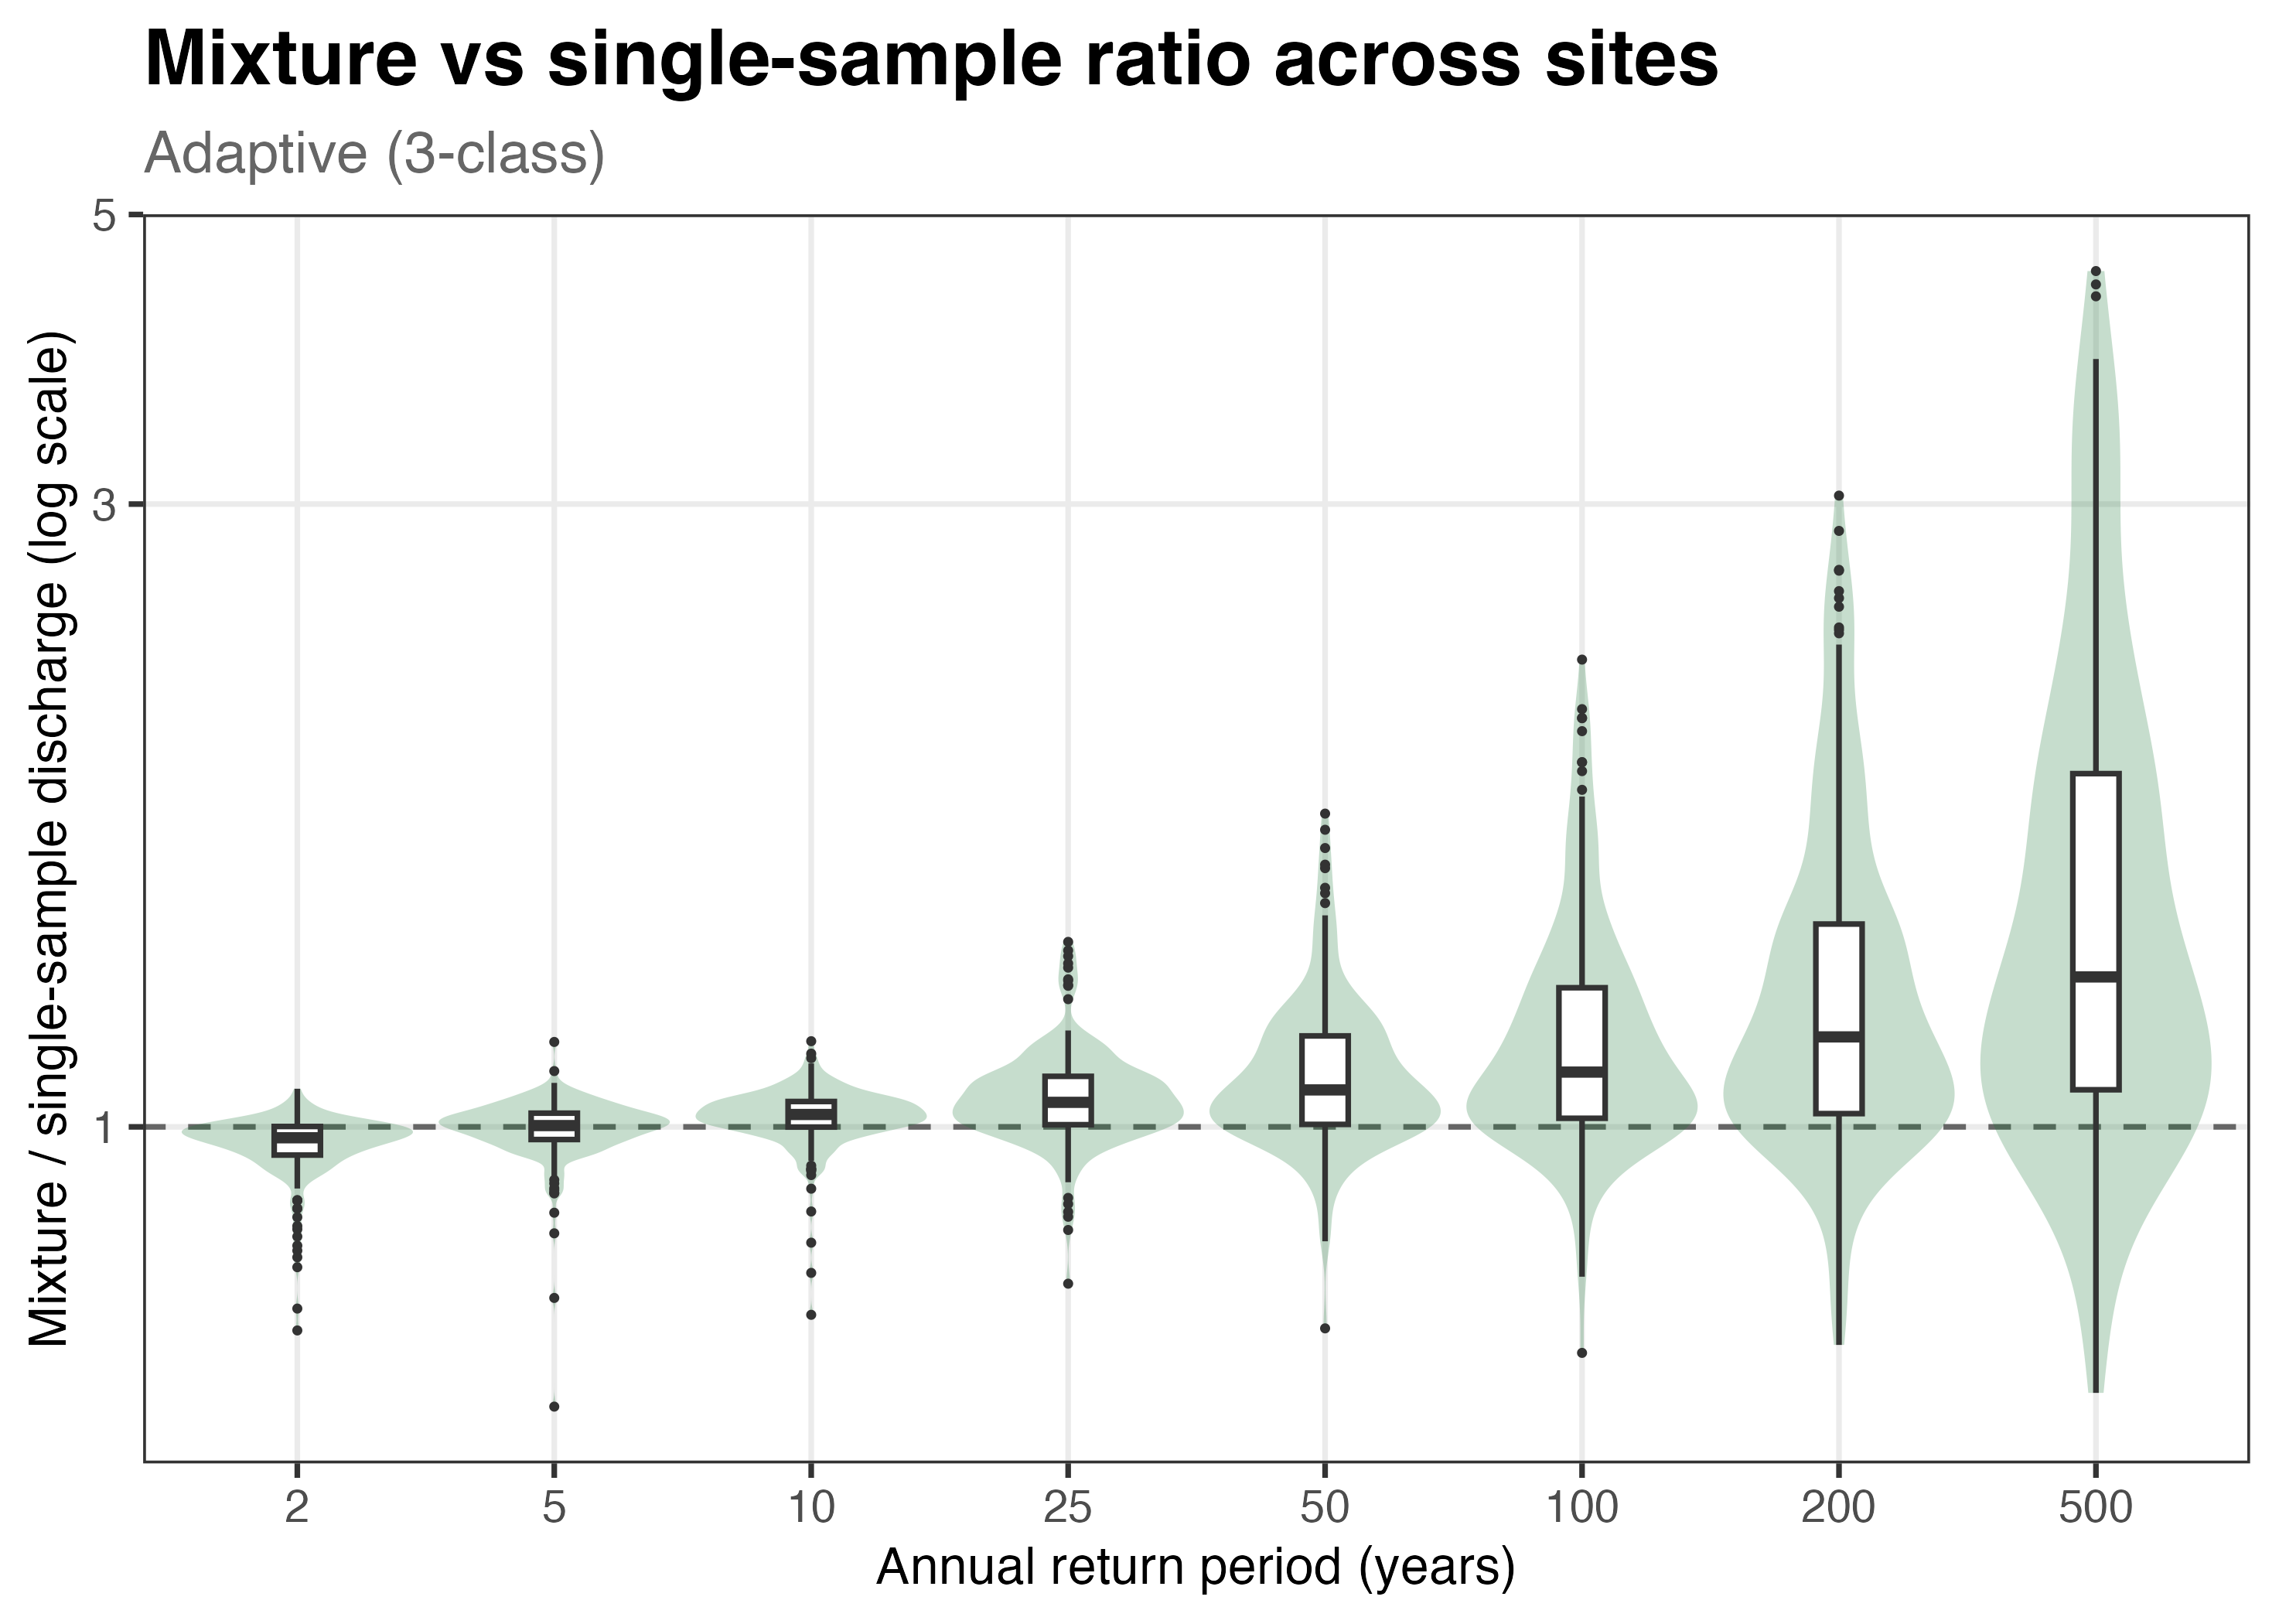 Mixture vs single-sample ratio across sites
Adaptive (3-class)
Mixture / single-sample discharge (log scale)
5
3
1
2 5 10 25 50 100 200 500
Annual return period (years)